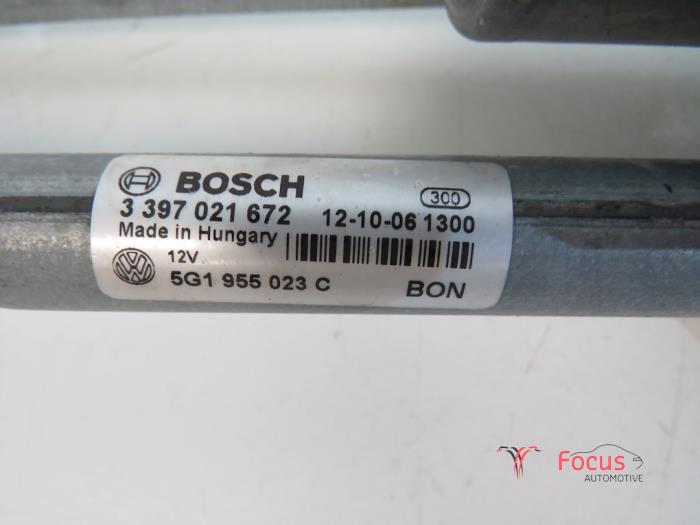 BOSCH
300
3 397 021 672 12-10-06 1300
Made in Hungary
12V
5G1 955 023 C BON
Focus
AUTOMOTIVE